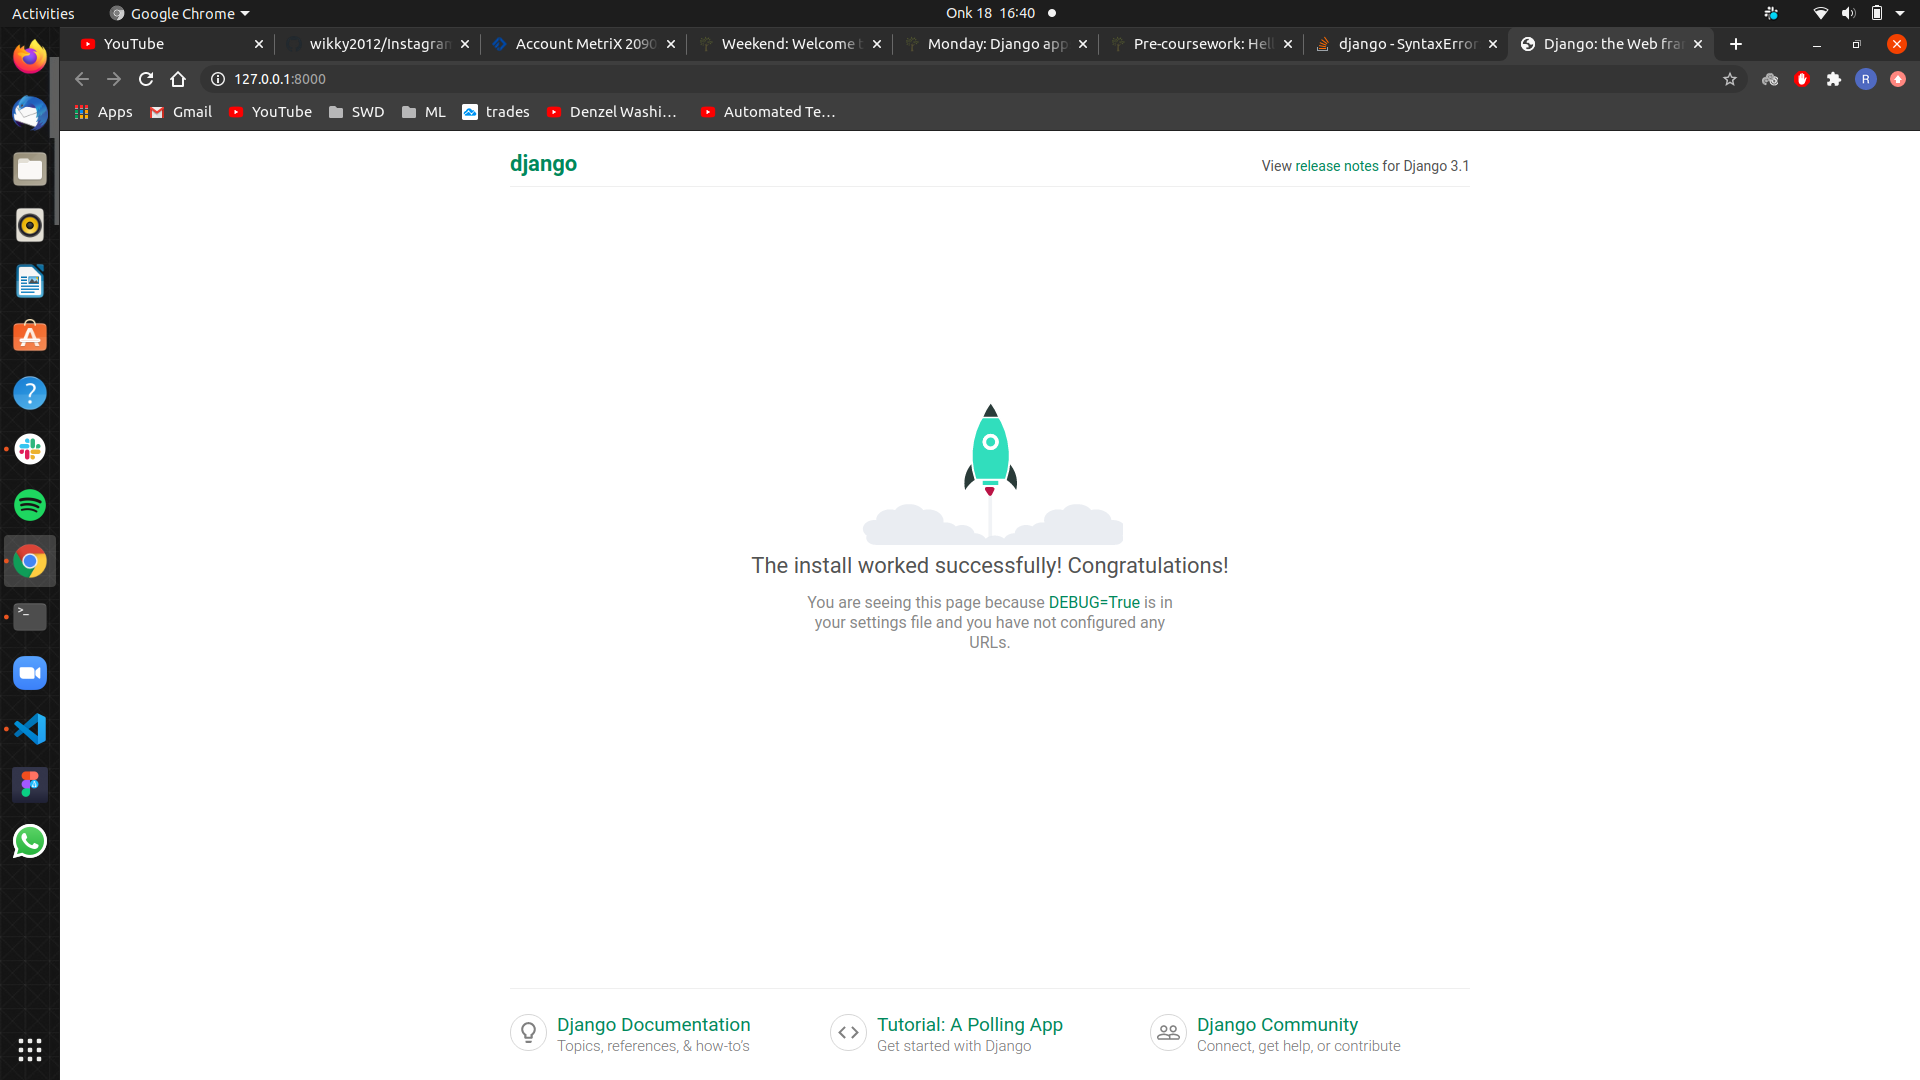 Activities
Google Chrome
Onk 18 16:40
YouTube
wikky2012/Instagram
Account MetriX 2090
Weekend: Welcome t
Monday: Django app
Pre-coursework: Hell
django - SyntaxError
Django: the Web fra
127.0.0.1:8000
R
Apps
Gmail
YouTube
SWD
ML
trades
Denzel Washi...
Automated Te...
django
View release notes for Django 3.1
The install worked successfully! Congratulations!
You are seeing this page because DEBUG=True is in
your settings file and you have not configured any
URLs.
Django Documentation
Topics, references, & how-to's
Tutorial: A Polling App
Get started with Django
Django Community
Connect, get help, or contribute